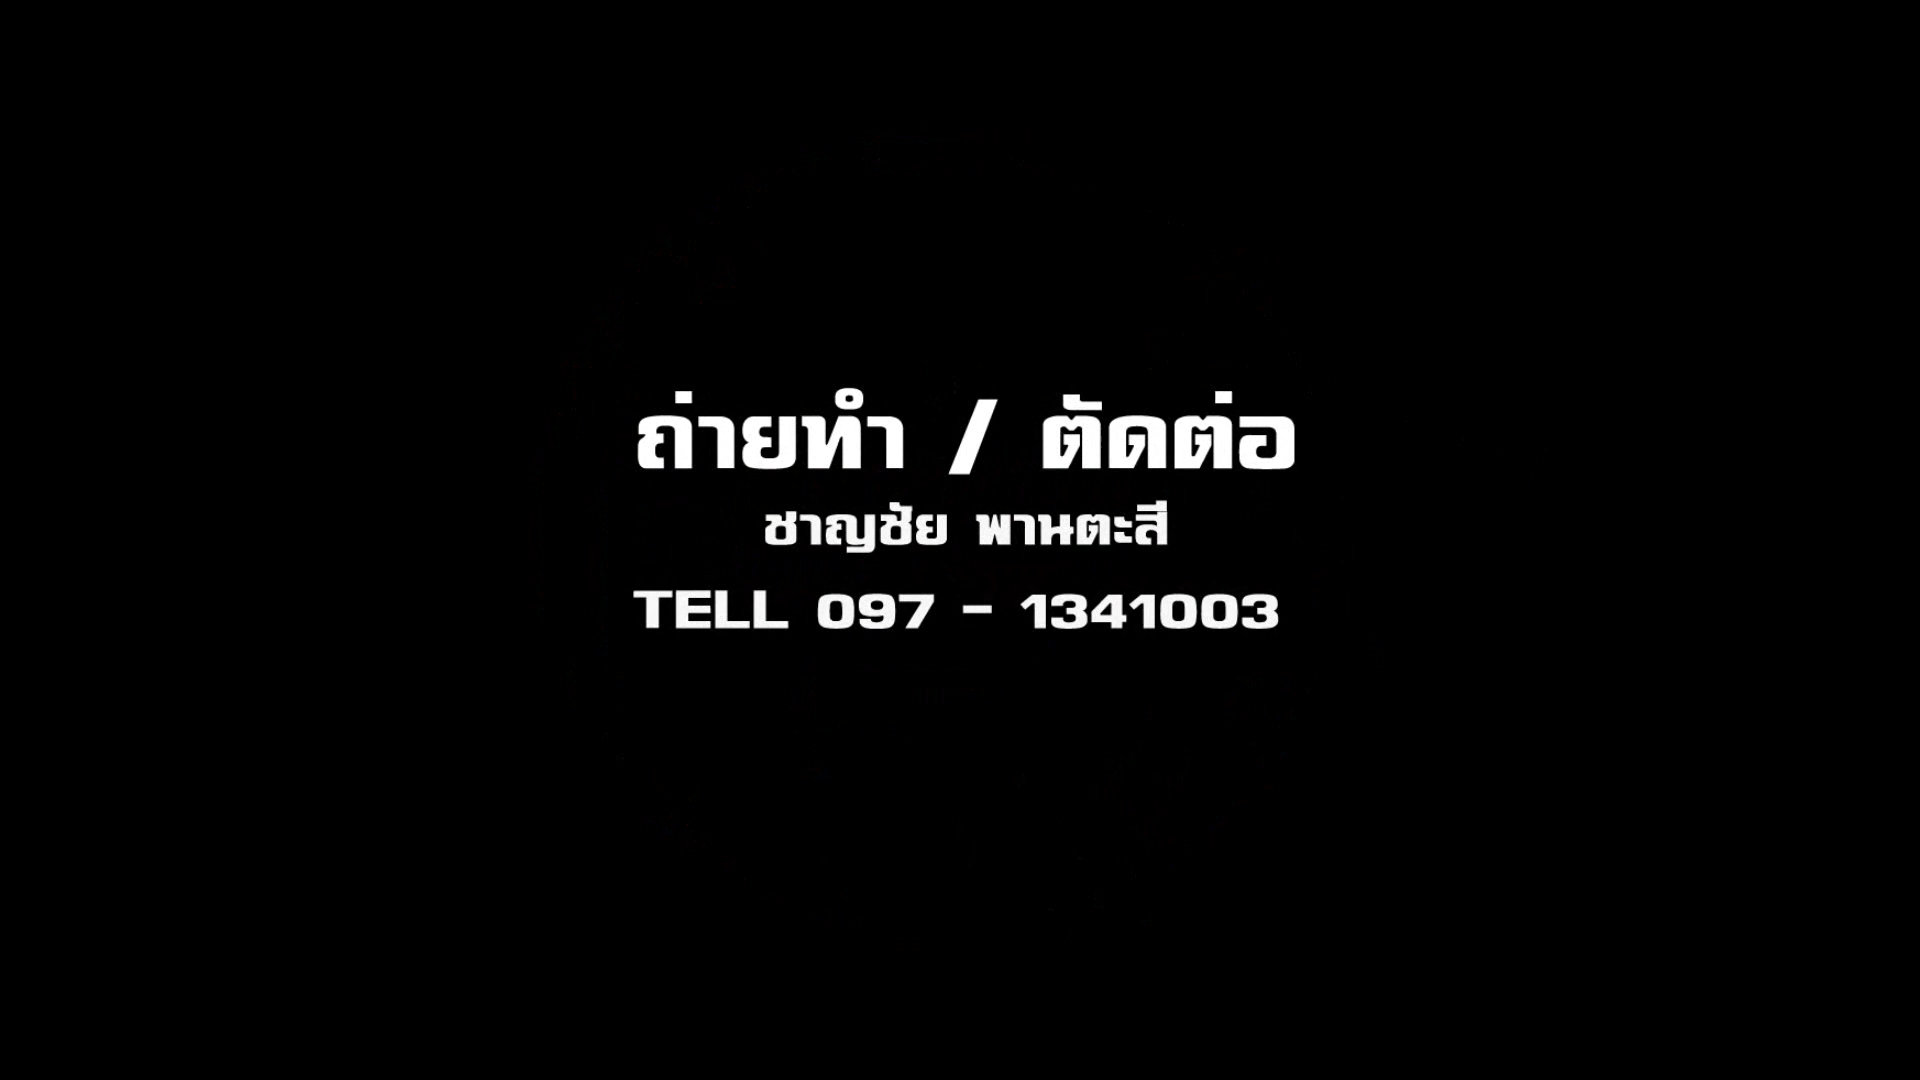 ถ่ายทำ / ตัดต่อ
ชาญชัย พานตะสี
TELL 097 - 1341003